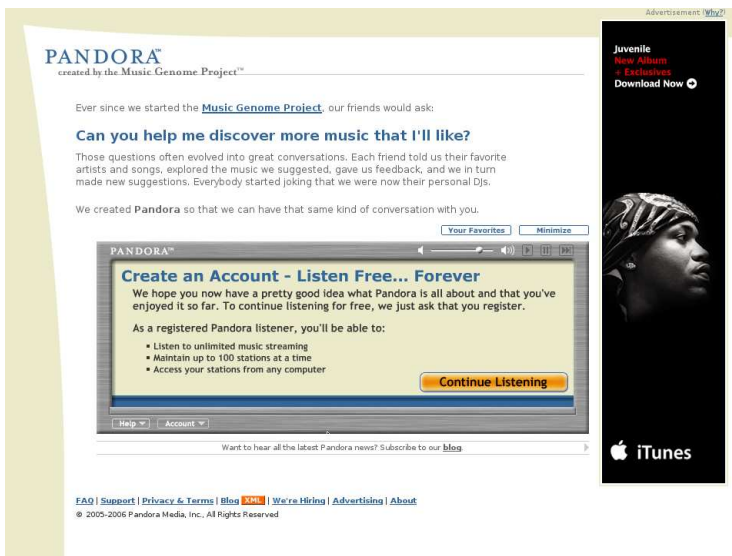 Advertisement (Why?)
PANDORA™
created by the Music Genome Project™
Ever since we started the Music Genome Project, our friends would ask:
Can you help me discover more music that I'll like?
Those questions often evolved into great conversations. Each friend told us their favorite
artists and songs, explored the music we suggested, gave us feedback, and we in turn
made new suggestions. Everybody started joking that we were now their personal DJs.
We created Pandora so that we can have that same kind of conversation with you.
Your Favorites
Minimize
PANDORA™
Create an Account - Listen Free... Forever
We hope you now have a pretty good idea what Pandora is all about and that you've
enjoyed it so far. To continue listening for free, we just ask that you register.
As a registered Pandora listener, you'll be able to:
▪ Listen to unlimited music streaming
▪ Maintain up to 100 stations at a time
▪ Access your stations from any computer
Continue Listening
Help
Account
Want to hear all the latest Pandora news? Subscribe to our blog.
Juvenile
New Album
+ Exclusives
Download Now
iTunes
FAQ | Support | Privacy & Terms | Blog XML | We're Hiring | Advertising | About
© 2005-2006 Pandora Media, Inc., All Rights Reserved